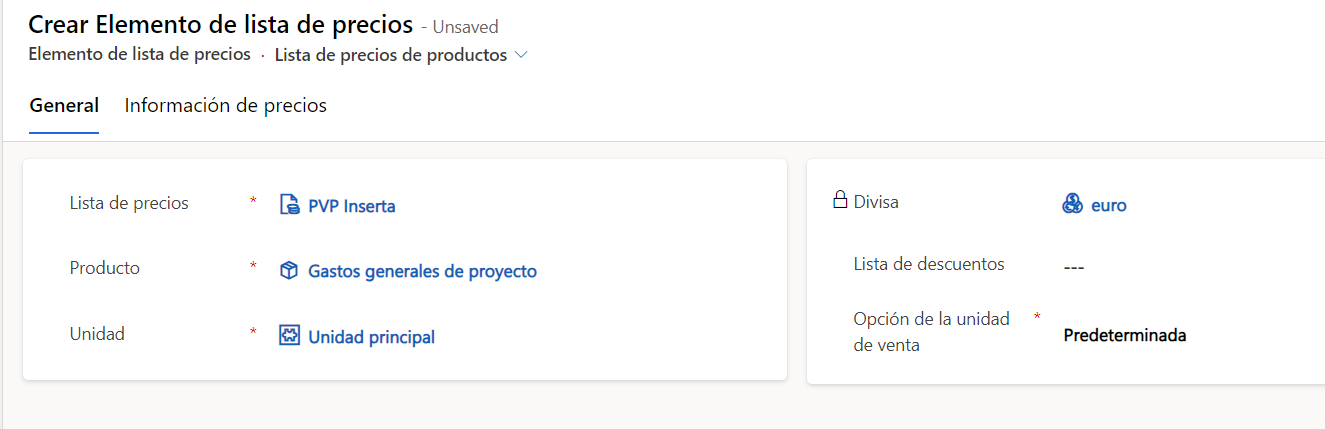 Crear Elemento de lista de precios - Unsaved
Elemento de lista de precios · Lista de precios de productos
General Información de precios
Lista de precios * PVP Inserta
Producto * Gastos generales de proyecto
Unidad * Unidad principal
Divisa euro
Lista de descuentos ---
Opción de la unidad * Predeterminada
de venta